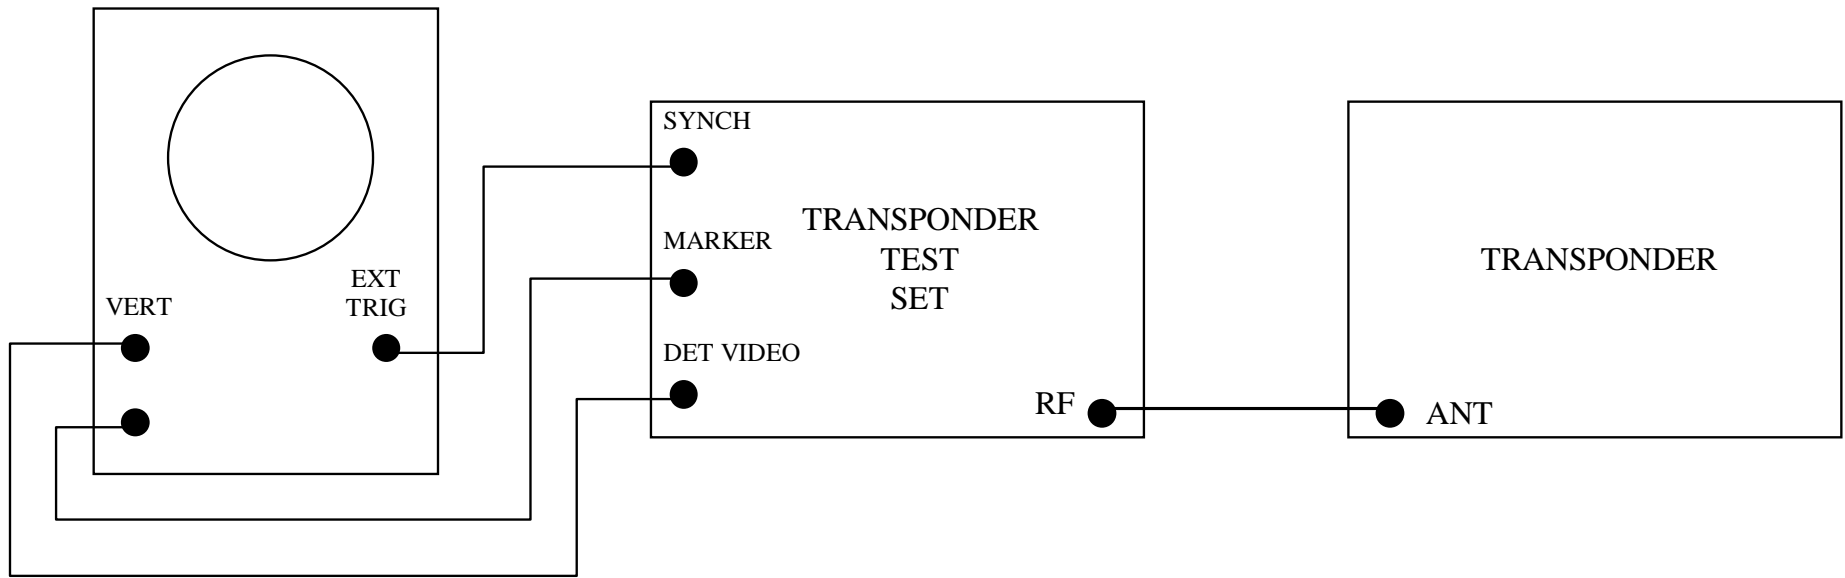 VERT
EXT
TRIG
SYNCH
MARKER
DET VIDEO
TRANSPONDER
TEST
SET
RF
TRANSPONDER
ANT